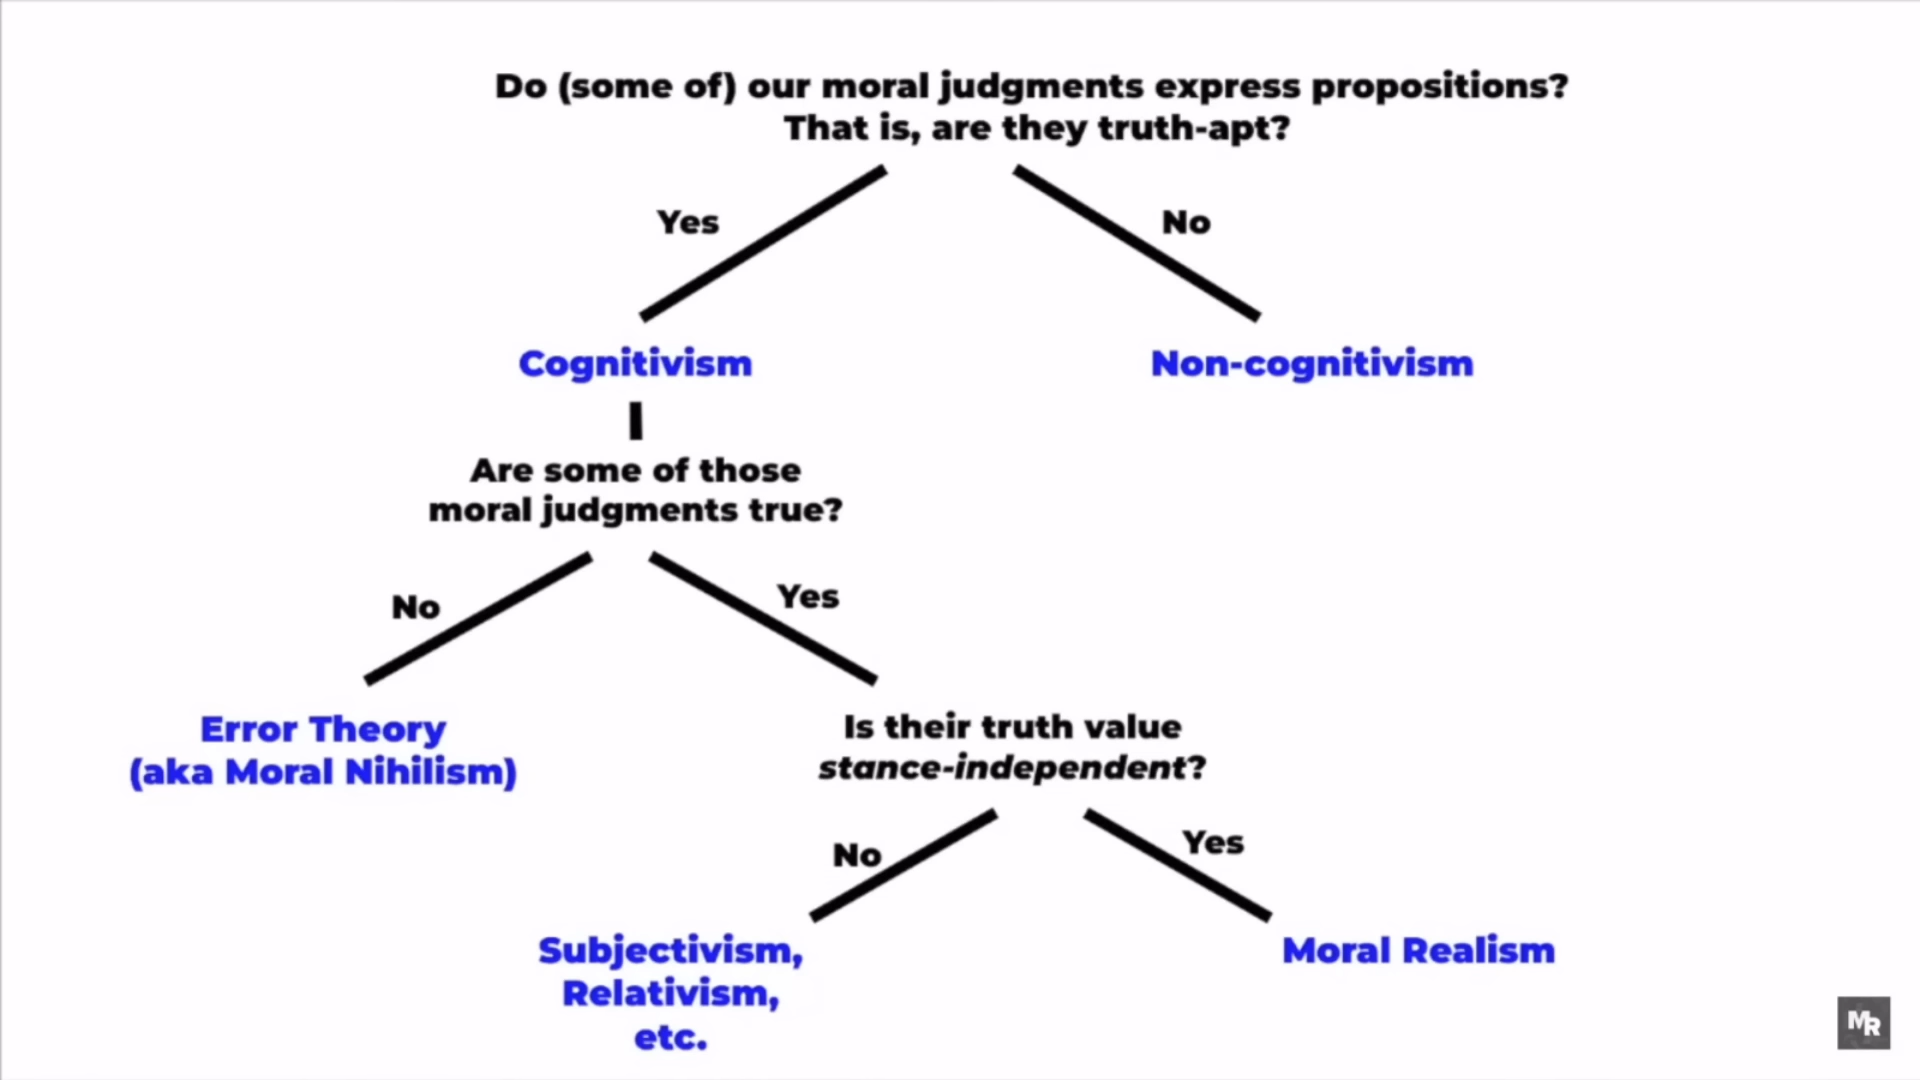 Do (some of) our moral judgments express propositions?
That is, are they truth-apt?
Yes
No
Cognitivism
Non-cognitivism
Are some of those
moral judgments true?
No
Yes
Error Theory
(aka Moral Nihilism)
Is their truth value
stance-independent?
No
Yes
Subjectivism,
Relativism,
etc.
Moral Realism
MR